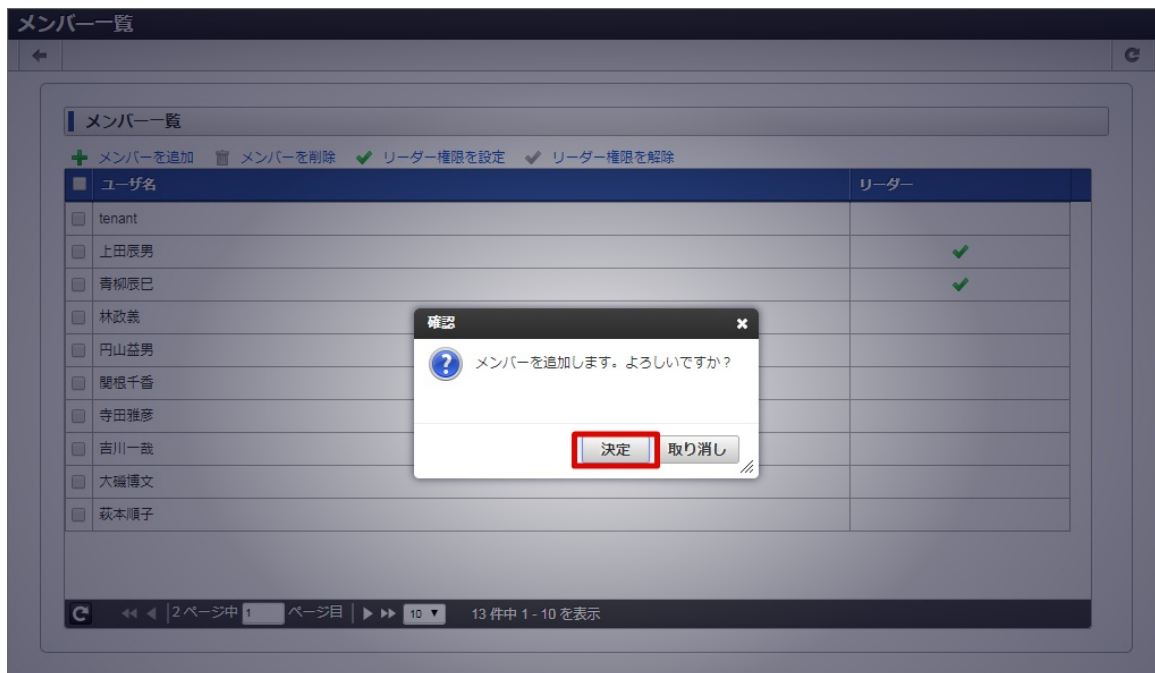 メンバー一覧
メンバー一覧
メンバーを追加 メンバーを削除 リーダー権限を設定 リーダー権限を解除
ユーザ名 リーダー
tenant
上田辰男
青柳辰巳
林政義
円山益男
関根千香
寺田雅彦
吉川一哉
大磯博文
萩本順子
確認
メンバーを追加します。よろしいですか？
決定 取り消し
2 ページ中 1 ページ目 10 13 件中 1 - 10 を表示